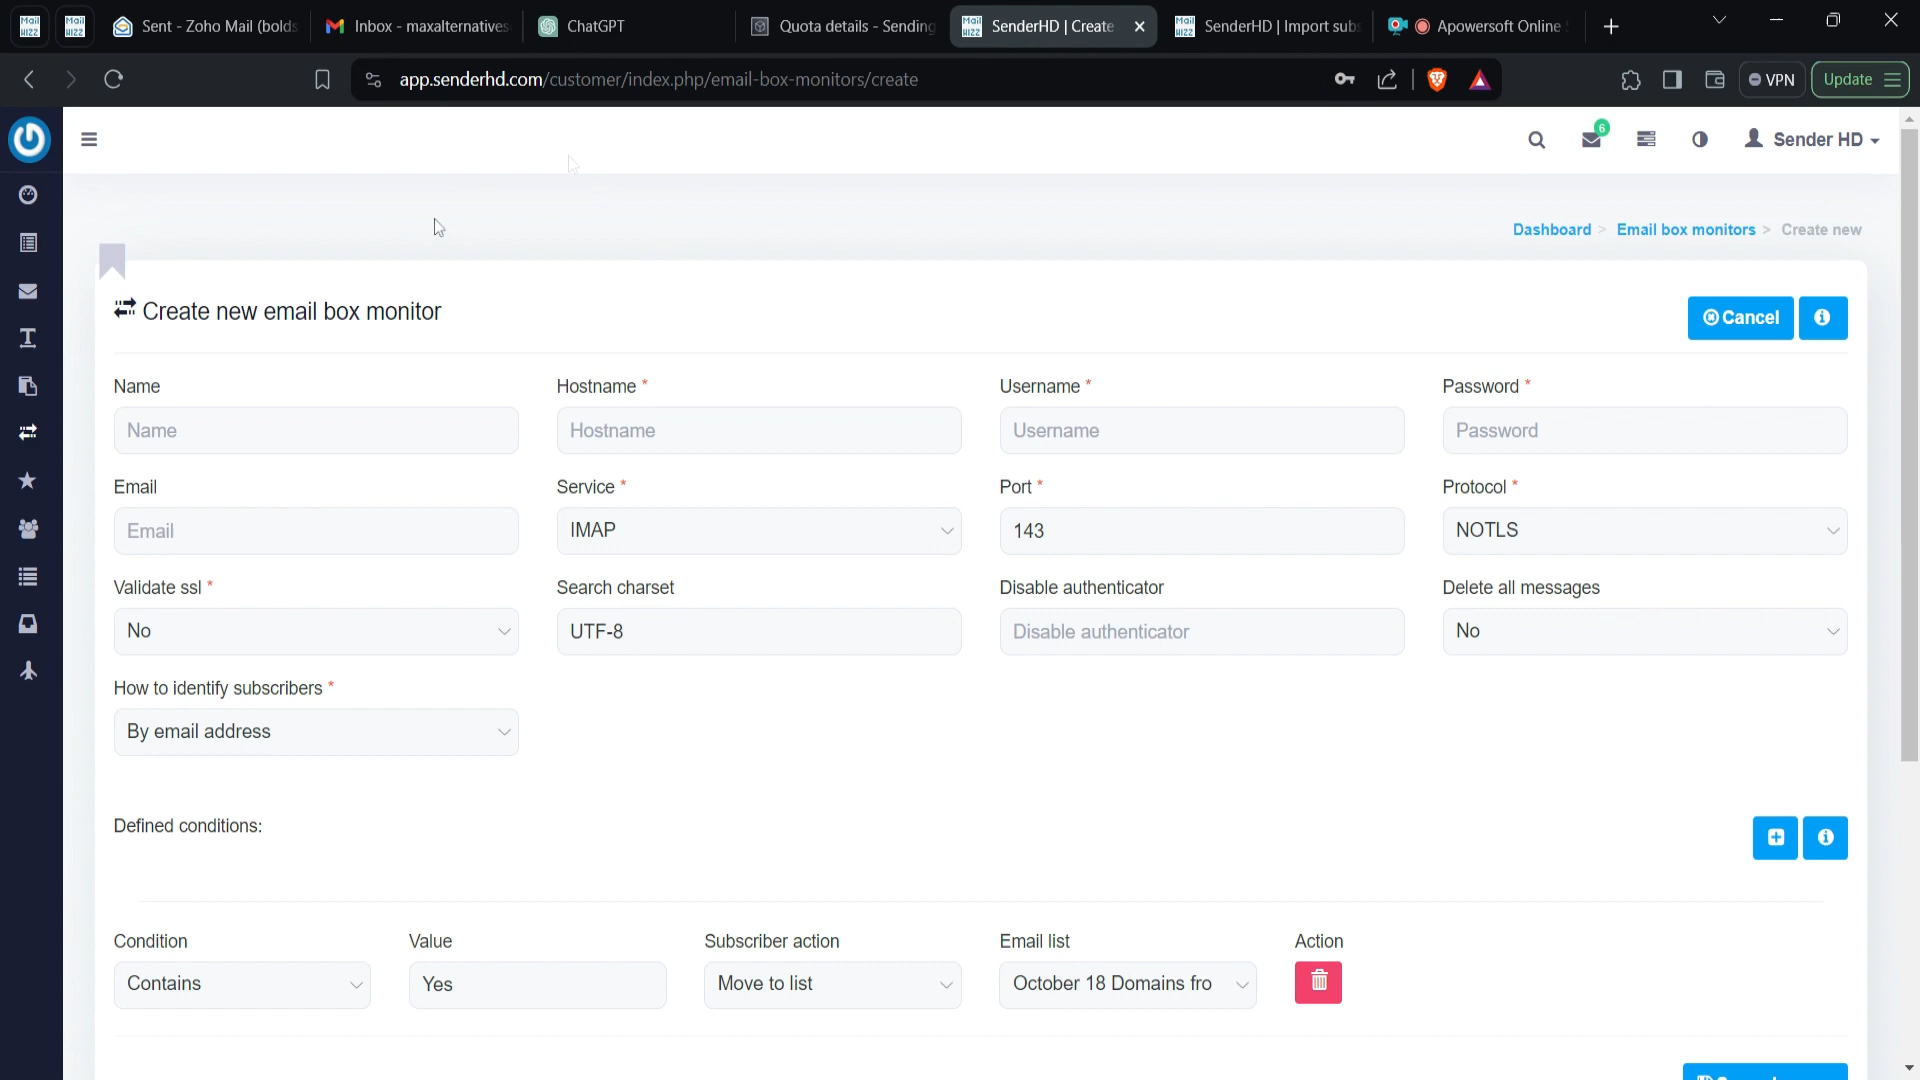 Sent - Zoho Mail (bolds
Inbox - maxalternatives
ChatGPT
Quota details - Sending
SenderHD | Create
SenderHD | Import subs
Apowersoft Online
app.senderhd.com/customer/index.php/email-box-monitors/create
VPN
Update
6
Sender HD
Dashboard > Email box monitors > Create new
Create new email box monitor
Cancel
Name
Hostname *
Username *
Password *
Name
Hostname
Username
Password
Email
Service *
Port *
Protocol *
Email
IMAP
143
NOTLS
Validate ssl *
Search charset
Disable authenticator
Delete all messages
No
UTF-8
Disable authenticator
No
How to identify subscribers *
By email address
Defined conditions:
Condition
Value
Subscriber action
Email list
Action
Contains
Yes
Move to list
October 18 Domains fro